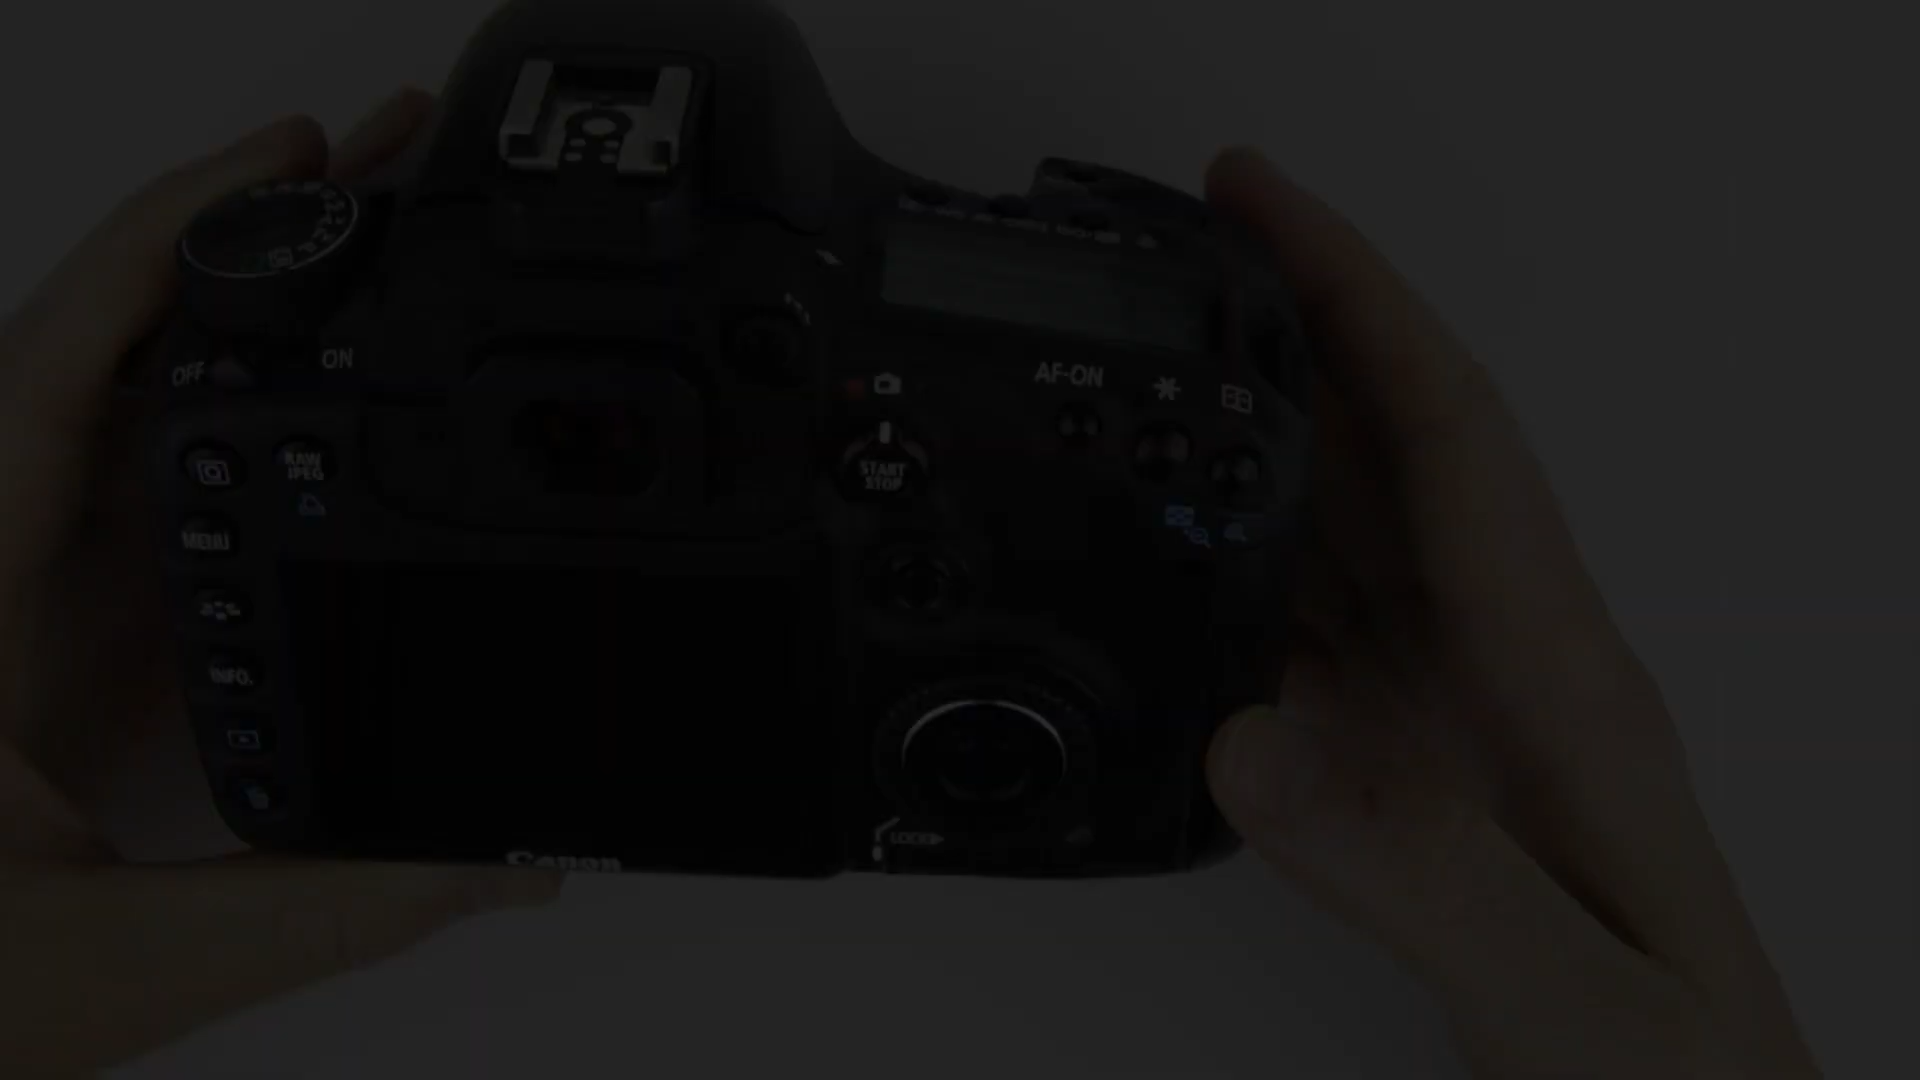 OFF
ON
AF-ON
RAW
JPEG
START
STOP
MENU
INFO.
LOCK
Canon